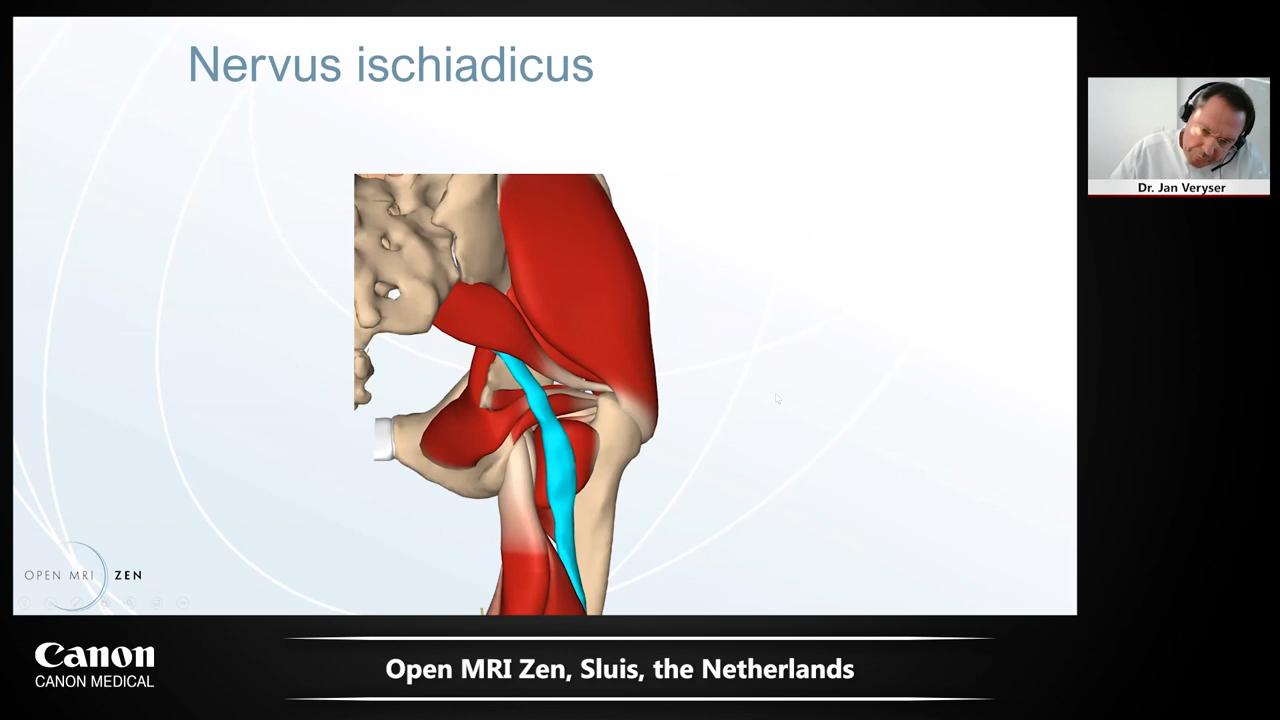 Nervus ischiadicus
Dr. Jan Veryser
OPEN MRI ZEN
Canon
CANON MEDICAL
Open MRI Zen, Sluis, the Netherlands